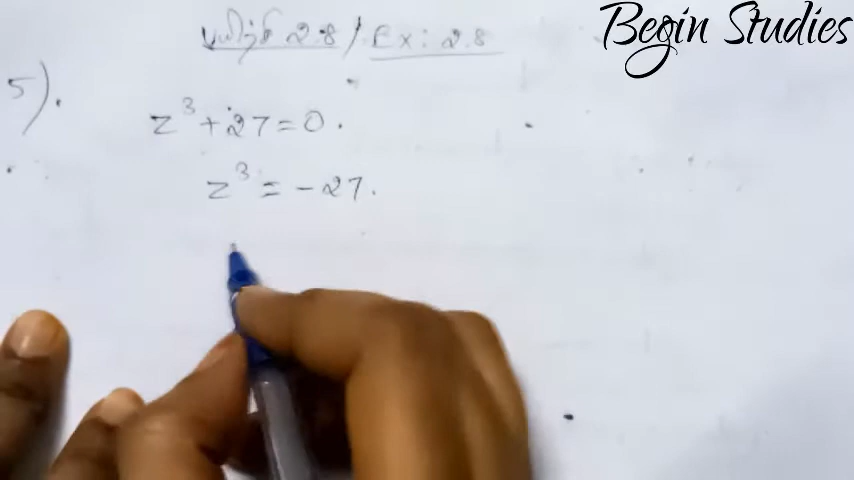 Begin Studies
பயிற்சி 2.8 / Ex: 2.8
5).
z³ + 27 = 0.
z³ = -27.